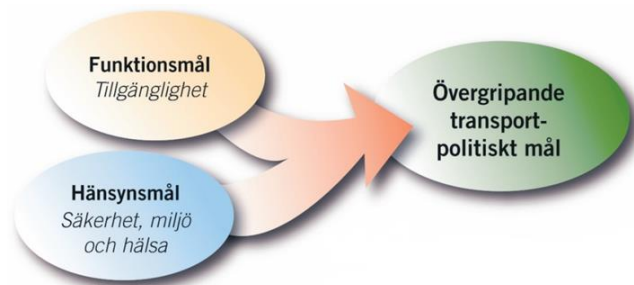 Funktionsmål
Tillgänglighet
Övergripande
transport-
politiskt mål
Hänsynsmål
Säkerhet, miljö
och hälsa